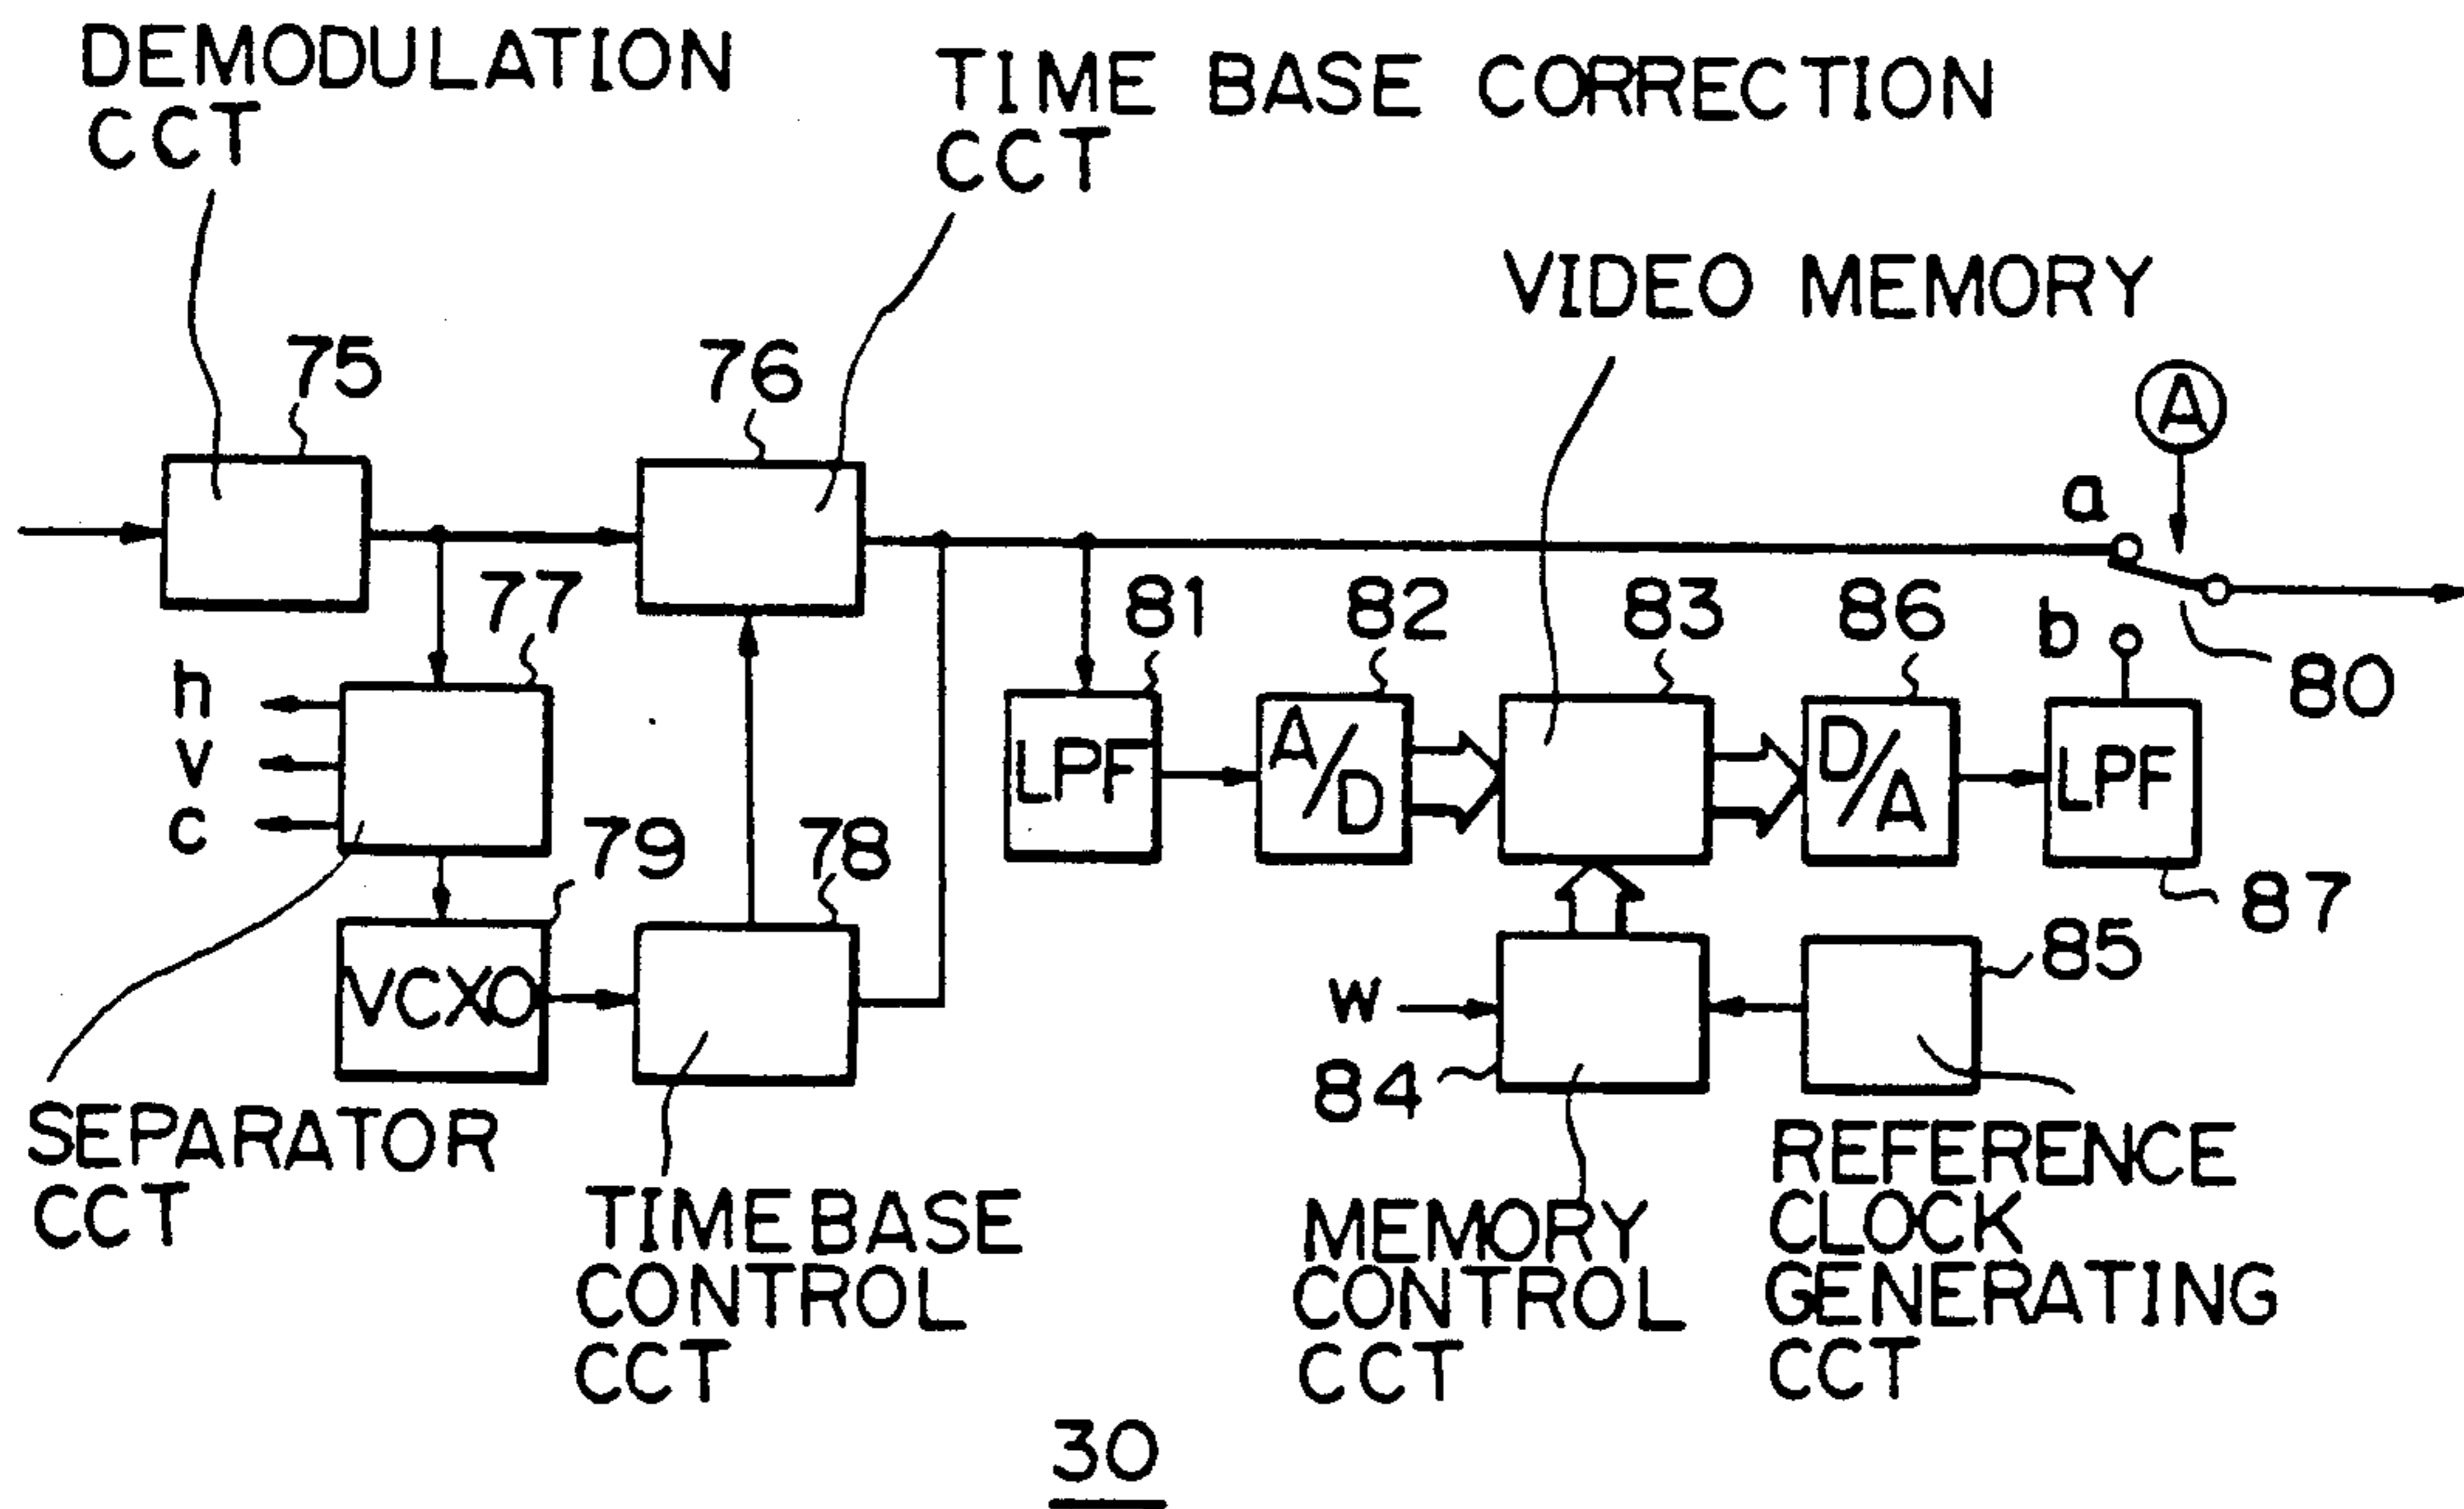 DEMODULATION
CCT
TIME BASE CORRECTION
CCT
VIDEO MEMORY
75
76
A
a
77
81
82
83
86
b
80
h
v
c
LPF
A/D
D/A
LPF
79
78
87
VCXO
w
85
84
SEPARATOR
CCT
TIME BASE
CONTROL
CCT
MEMORY
CONTROL
CCT
REFERENCE
CLOCK
GENERATING
CCT
30